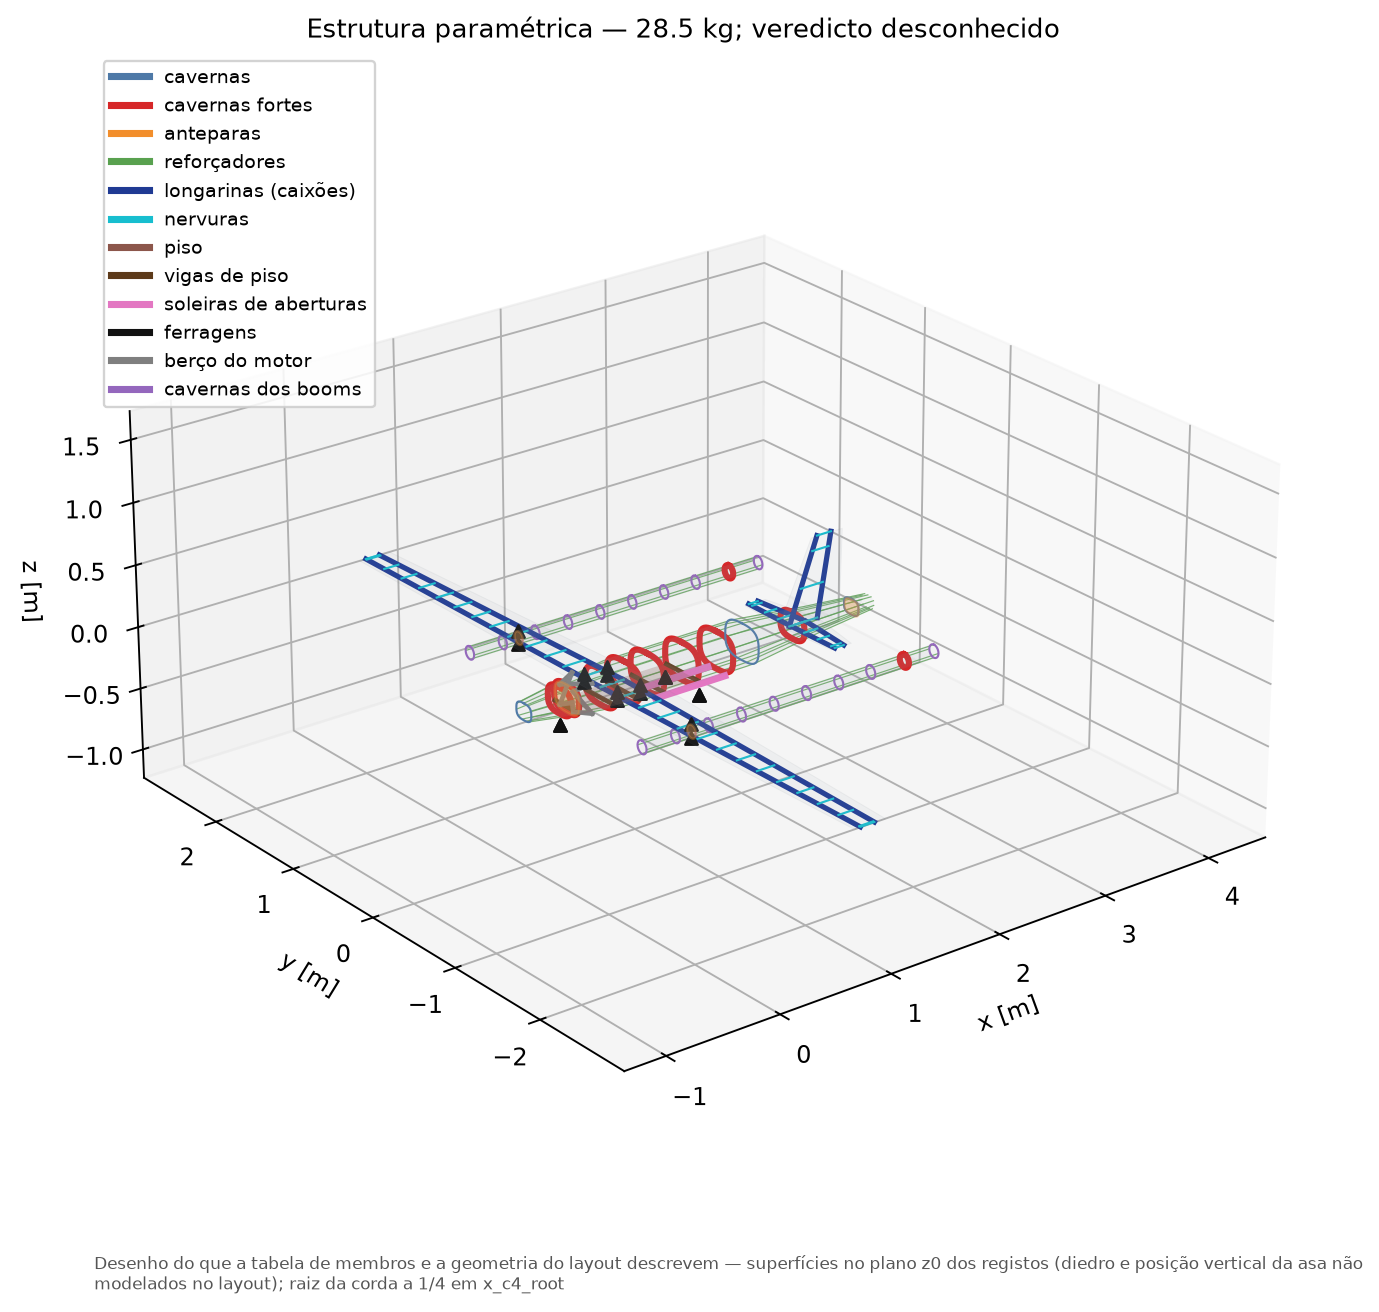 Estrutura paramétrica — 28.5 kg; veredicto desconhecido
cavernas
cavernas fortes
anteparas
reforçadores
longarinas (caixões)
nervuras
piso
vigas de piso
soleiras de aberturas
ferragens
berço do motor
cavernas dos booms
1.5
1.0
0.5
0.0
−0.5
−1.0
z [m]
2
1
0
−1
−2
y [m]
−1
0
1
2
3
4
x [m]
Desenho do que a tabela de membros e a geometria do layout descrevem — superfícies no plano z0 dos registos (diedro e posição vertical da asa não
modelados no layout); raiz da corda a 1/4 em x_c4_root